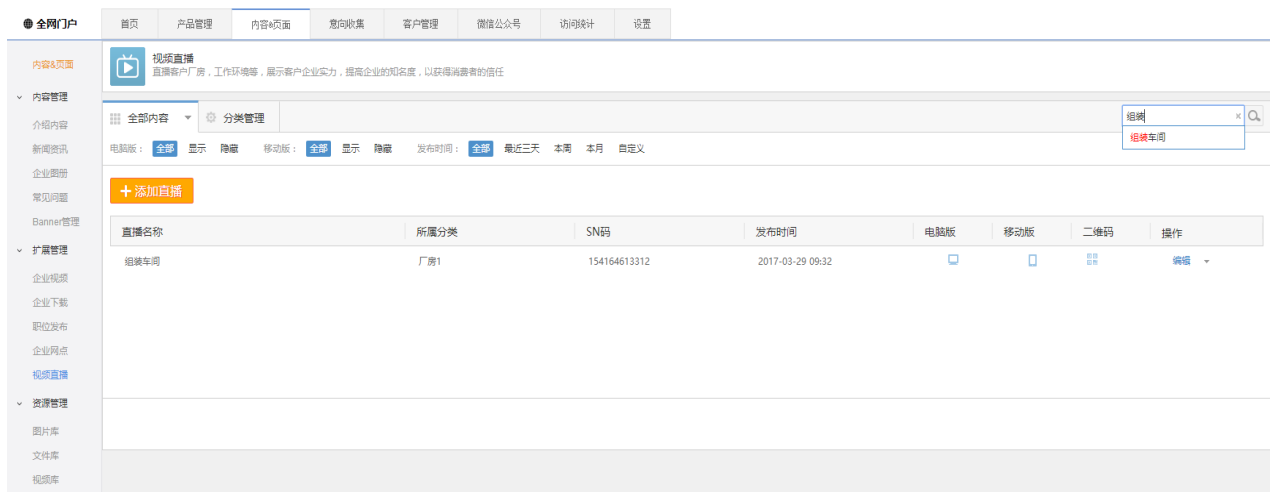 全网门户 首页 产品管理 内容&页面 意向收集 客户管理 微信公众号 访问统计 设置
内容&页面
内容管理
介绍内容
新闻资讯
企业图册
常见问题
Banner管理
扩展管理
企业视频
企业下载
职位发布
企业网点
视频直播
资源管理
图片库
文件库
视频库
视频直播
直播客户厂房，工作环境等，展示客户企业实力，提高企业的知名度，以获得消费者的信任
全部内容 分类管理 组装 ×
组装车间
电脑版： 全部 显示 隐藏 移动版： 全部 显示 隐藏 发布时间： 全部 最近三天 本周 本月 自定义
+添加直播
直播名称 所属分类 SN码 发布时间 电脑版 移动版 二维码 操作
组装车间 厂房1 154164613312 2017-03-29 09:32 编辑